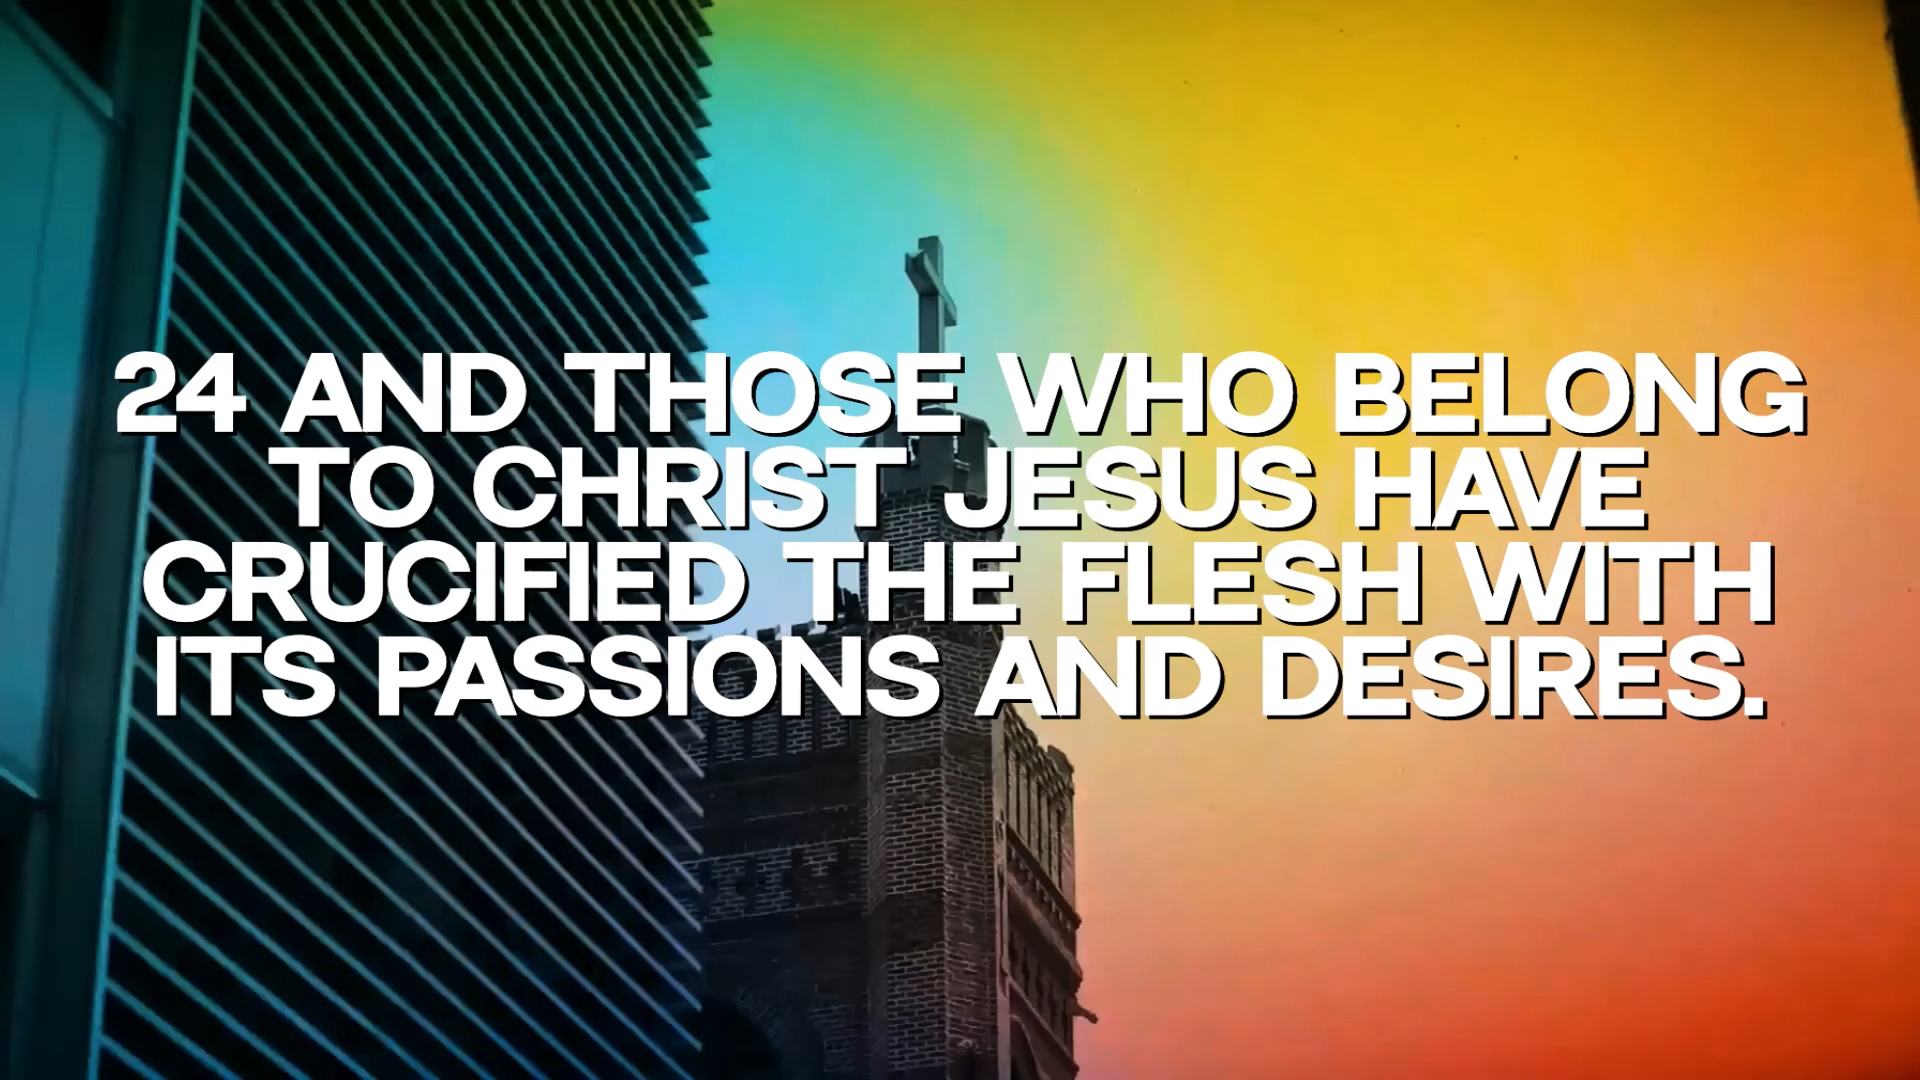 24 AND THOSE WHO BELONG
TO CHRIST JESUS HAVE
CRUCIFIED THE FLESH WITH
ITS PASSIONS AND DESIRES.